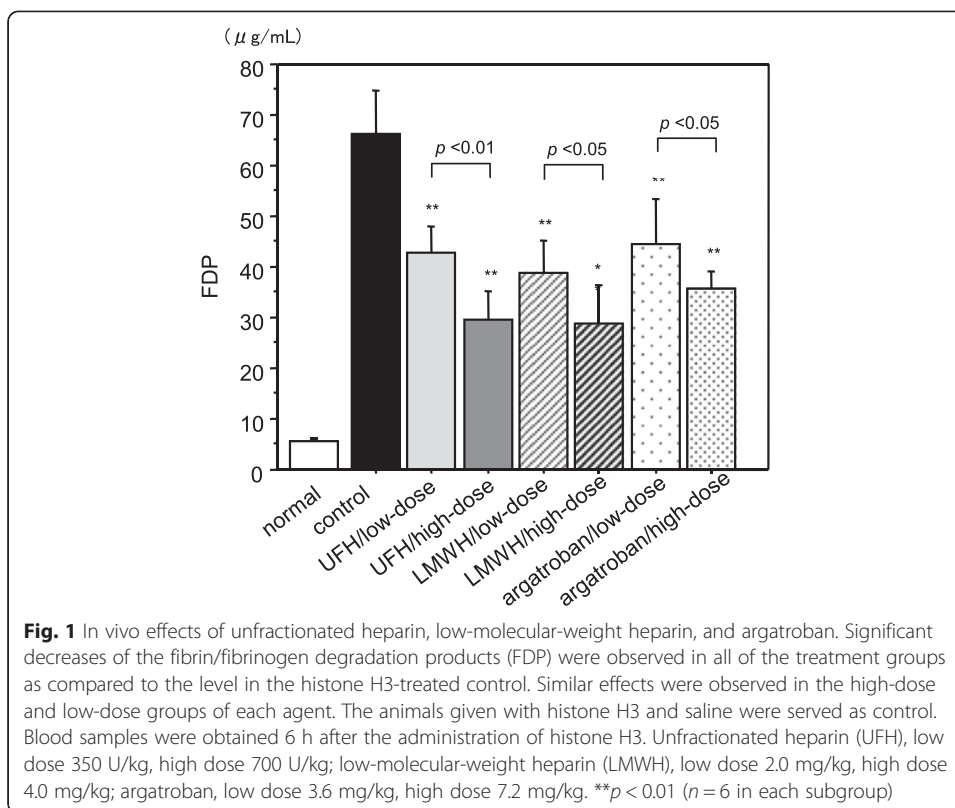 (μg/mL)
80
70
60
50
40
30
20
10
0
FDP
p <0.01
p <0.05
p <0.05
**
**
**
*
*
**
**
normal
control
UFH/low-dose
UFH/high-dose
LMWH/low-dose
LMWH/high-dose
argatroban/low-dose
argatroban/high-dose
Fig. 1 In vivo effects of unfractionated heparin, low-molecular-weight heparin, and argatroban. Significant
decreases of the fibrin/fibrinogen degradation products (FDP) were observed in all of the treatment groups
as compared to the level in the histone H3-treated control. Similar effects were observed in the high-dose
and low-dose groups of each agent. The animals given with histone H3 and saline were served as control.
Blood samples were obtained 6 h after the administration of histone H3. Unfractionated heparin (UFH), low
dose 350 U/kg, high dose 700 U/kg; low-molecular-weight heparin (LMWH), low dose 2.0 mg/kg, high dose
4.0 mg/kg; argatroban, low dose 3.6 mg/kg, high dose 7.2 mg/kg. **p < 0.01 (n = 6 in each subgroup)